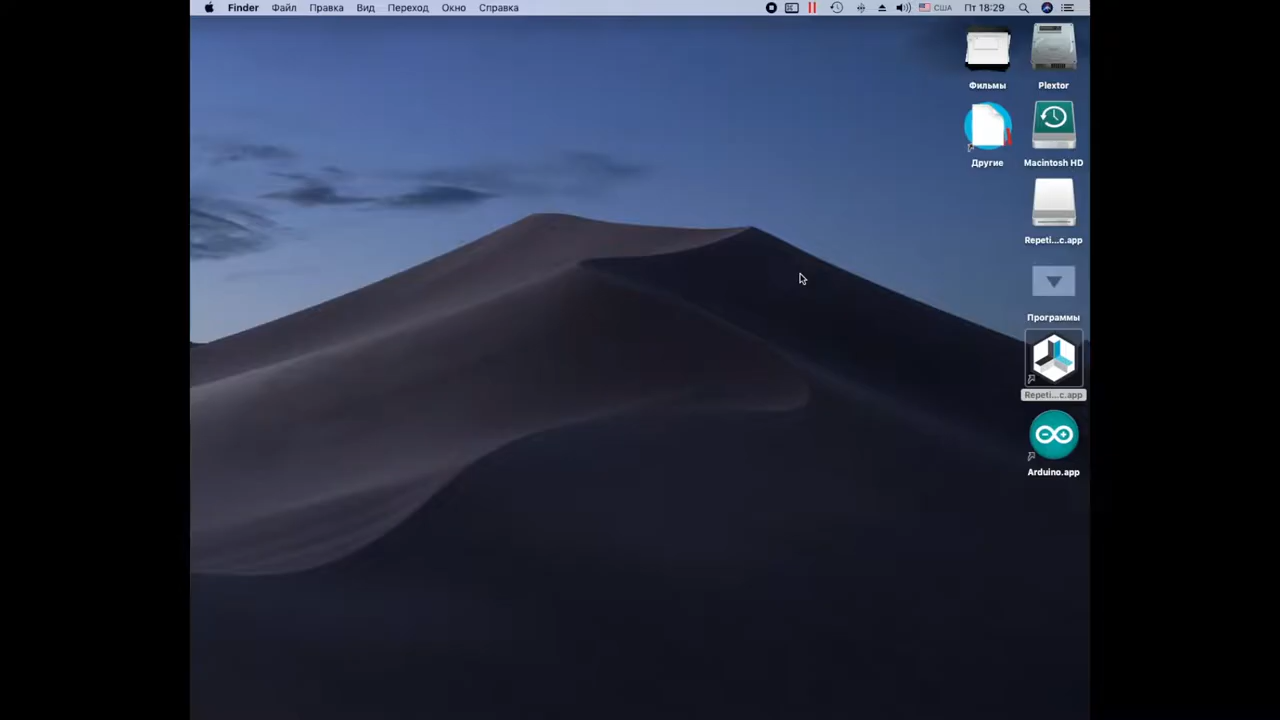 Finder Файл Правка Вид Переход Окно Справка США Пт 18:29
Фильмы Plextor
Другие Macintosh HD
Repeti...c.app
Программы
Repeti...c.app
Arduino.app